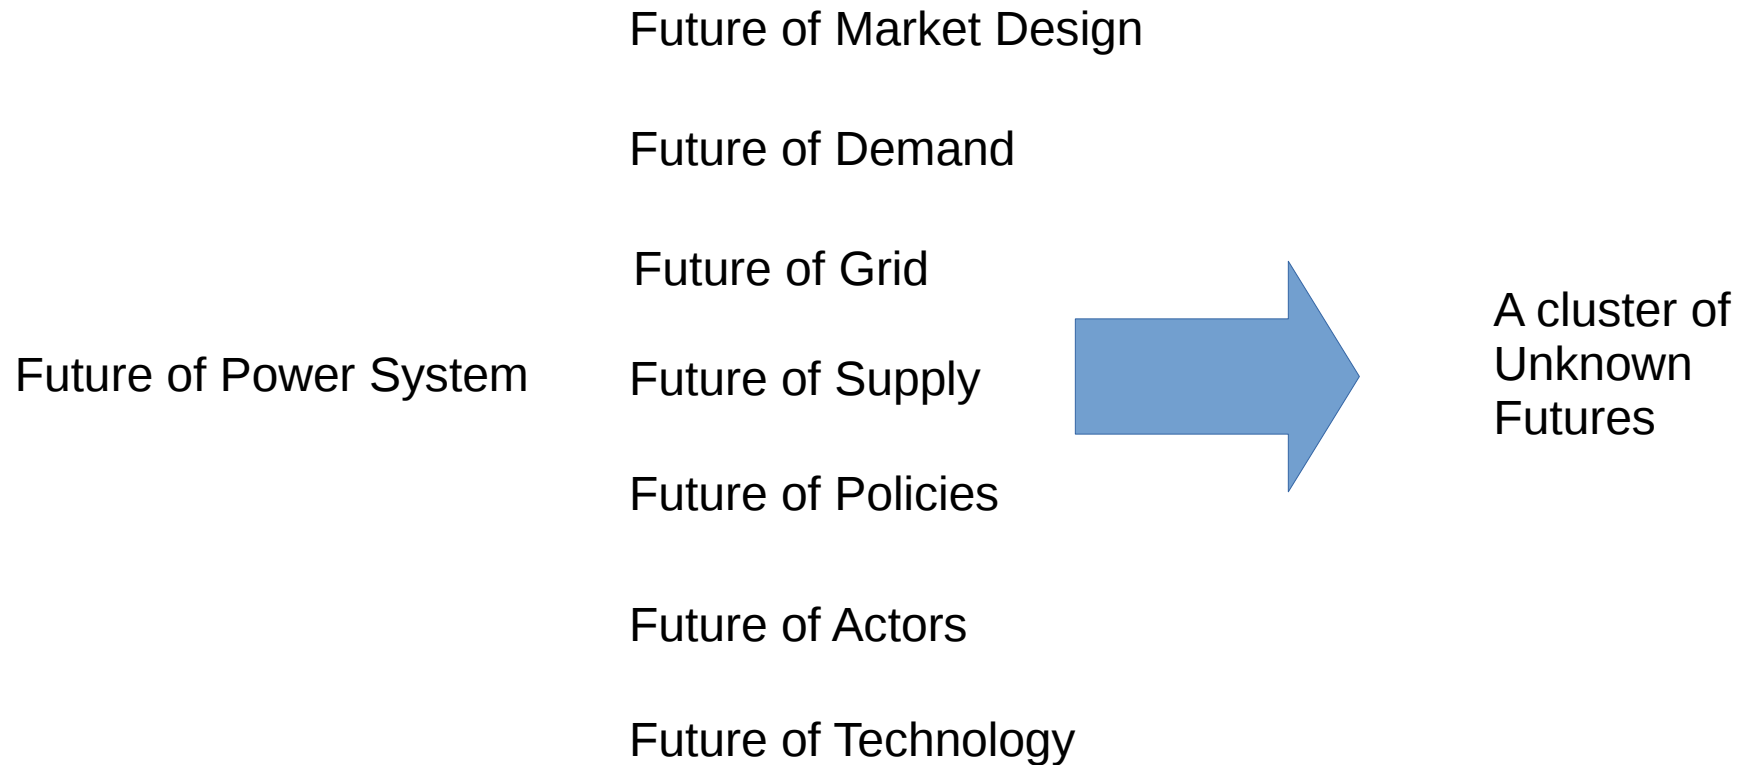 Future of Market Design
Future of Demand
Future of Grid
Future of Power System
Future of Supply
Future of Policies
Future of Actors
Future of Technology
A cluster of
Unknown
Futures